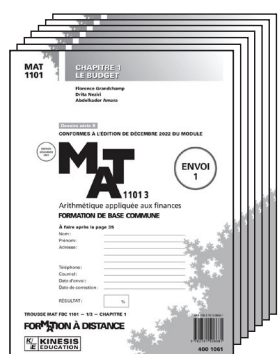 MAT
1101
CHAPITRE 1
LE BUDGET
Florence Grandchamp
Drita Neziri
Abdelkader Amara
CONFORMES À L'ÉDITION DE DÉCEMBRE 2022 DU MODULE
MAT
1101 3
ENVOI
1
Arithmétique appliquée aux finances
FORMATION DE BASE COMMUNE
À faire après la page 35
Nom :
Prénom :
Adresse :
Téléphone :
Courriel :
Date d'envoi :
Date de correction :
RÉSULTAT : %
TROUSSE MAT FBC 1101 – 1/3 – CHAPITRE 1
FORMATION À DISTANCE
KINESIS
ÉDUCATION
400 1061